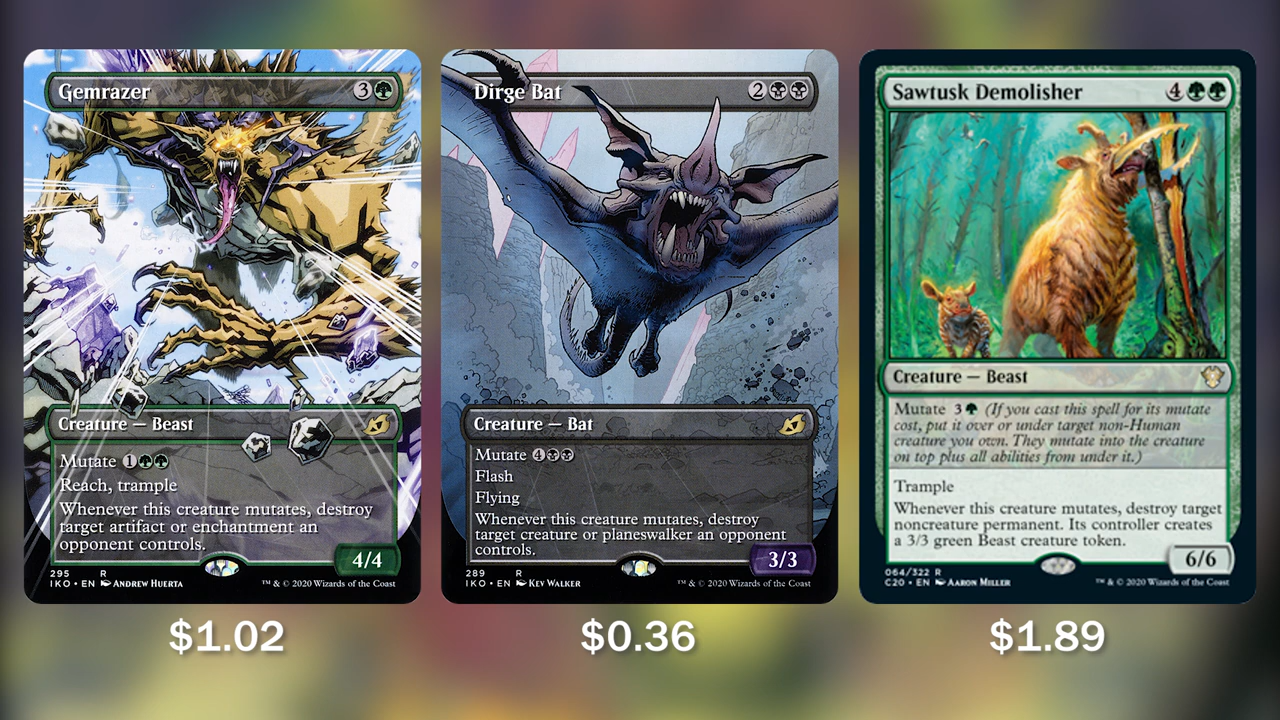 Gemrazer 3
Creature — Beast
Mutate 1
Reach, trample
Whenever this creature mutates, destroy
target artifact or enchantment an
opponent controls.
4/4
295 R
IKO • EN ANDREW HUERTA ™ & © 2020 Wizards of the Coast
$1.02
Dirge Bat 2
Creature — Bat
Mutate 4
Flash
Flying
Whenever this creature mutates, destroy
target creature or planeswalker an opponent
controls.
3/3
289 R
IKO • EN KEV WALKER ™ & © 2020 Wizards of the Coast
$0.36
Sawtusk Demolisher 4
Creature — Beast
Mutate 3 (If you cast this spell for its mutate
cost, put it over or under target non-Human
creature you own. They mutate into the creature
on top plus all abilities from under it.)
Trample
Whenever this creature mutates, destroy target
noncreature permanent. Its controller creates
a 3/3 green Beast creature token.
6/6
064/322 R
C20 • EN AARON MILLER ™ & © 2020 Wizards of the Coast
$1.89